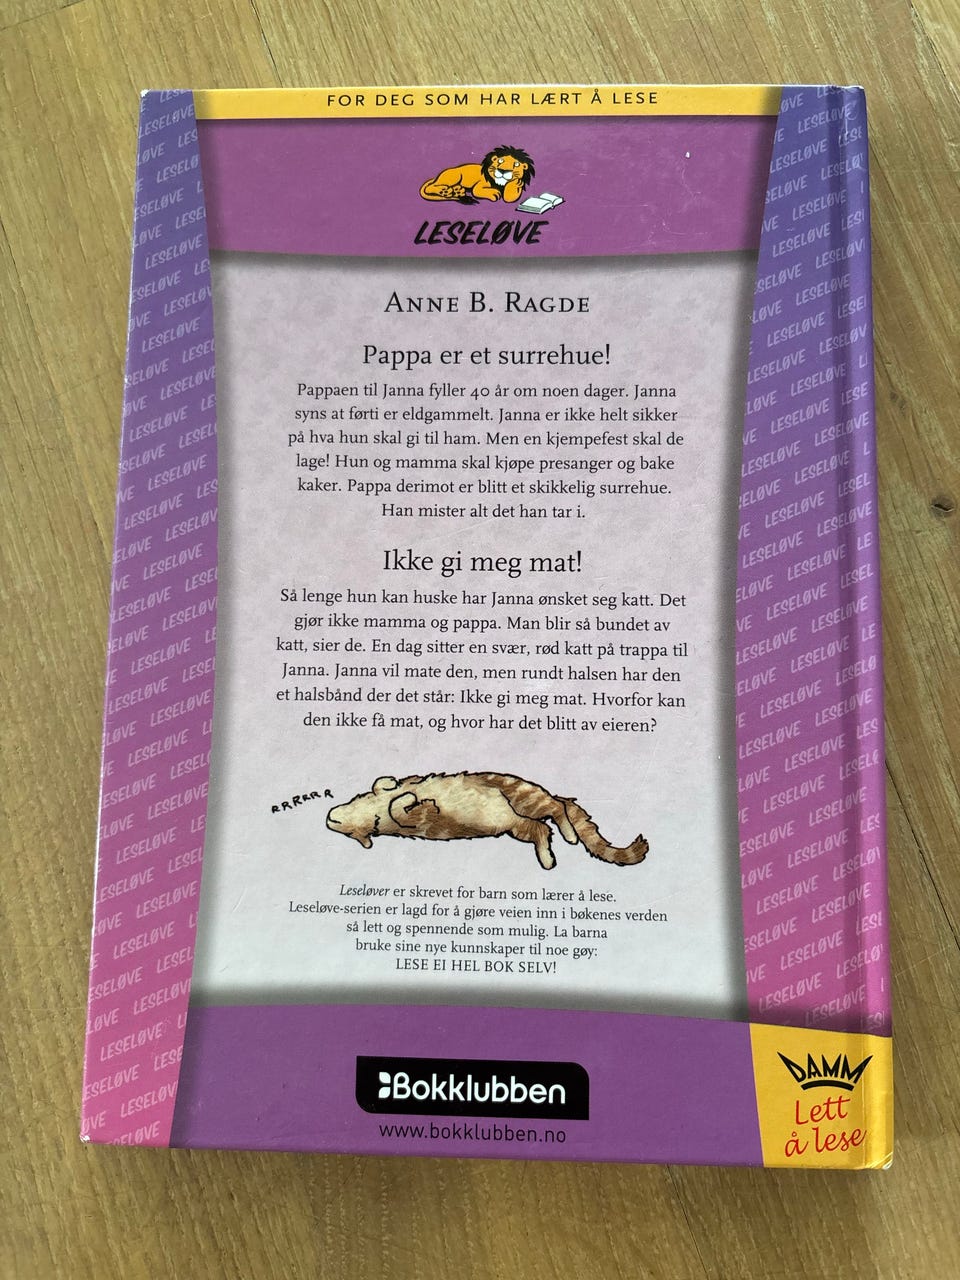 FOR DEG SOM HAR LÆRT Å LESE
LESELØVE
ANNE B. RAGDE
Pappa er et surrehue!
Pappaen til Janna fyller 40 år om noen dager. Janna
syns at førti er eldgammelt. Janna er ikke helt sikker
på hva hun skal gi til ham. Men en kjempefest skal de
lage! Hun og mamma skal kjøpe presanger og bake
kaker. Pappa derimot er blitt et skikkelig surrehue.
Han mister alt det han tar i.
Ikke gi meg mat!
Så lenge hun kan huske har Janna ønsket seg katt. Det
gjør ikke mamma og pappa. Man blir så bundet av
katt, sier de. En dag sitter en svær, rød katt på trappa til
Janna. Janna vil mate den, men rundt halsen har den
et halsbånd der det står: Ikke gi meg mat. Hvorfor kan
den ikke få mat, og hvor har det blitt av eieren?
RRRRRR
Leseløver er skrevet for barn som lærer å lese.
Leseløve-serien er lagd for å gjøre veien inn i bøkenes verden
så lett og spennende som mulig. La barna
bruke sine nye kunnskaper til noe gøy:
LESE EI HEL BOK SELV!
Bokklubben
www.bokklubben.no
DAMM
Lett
å lese